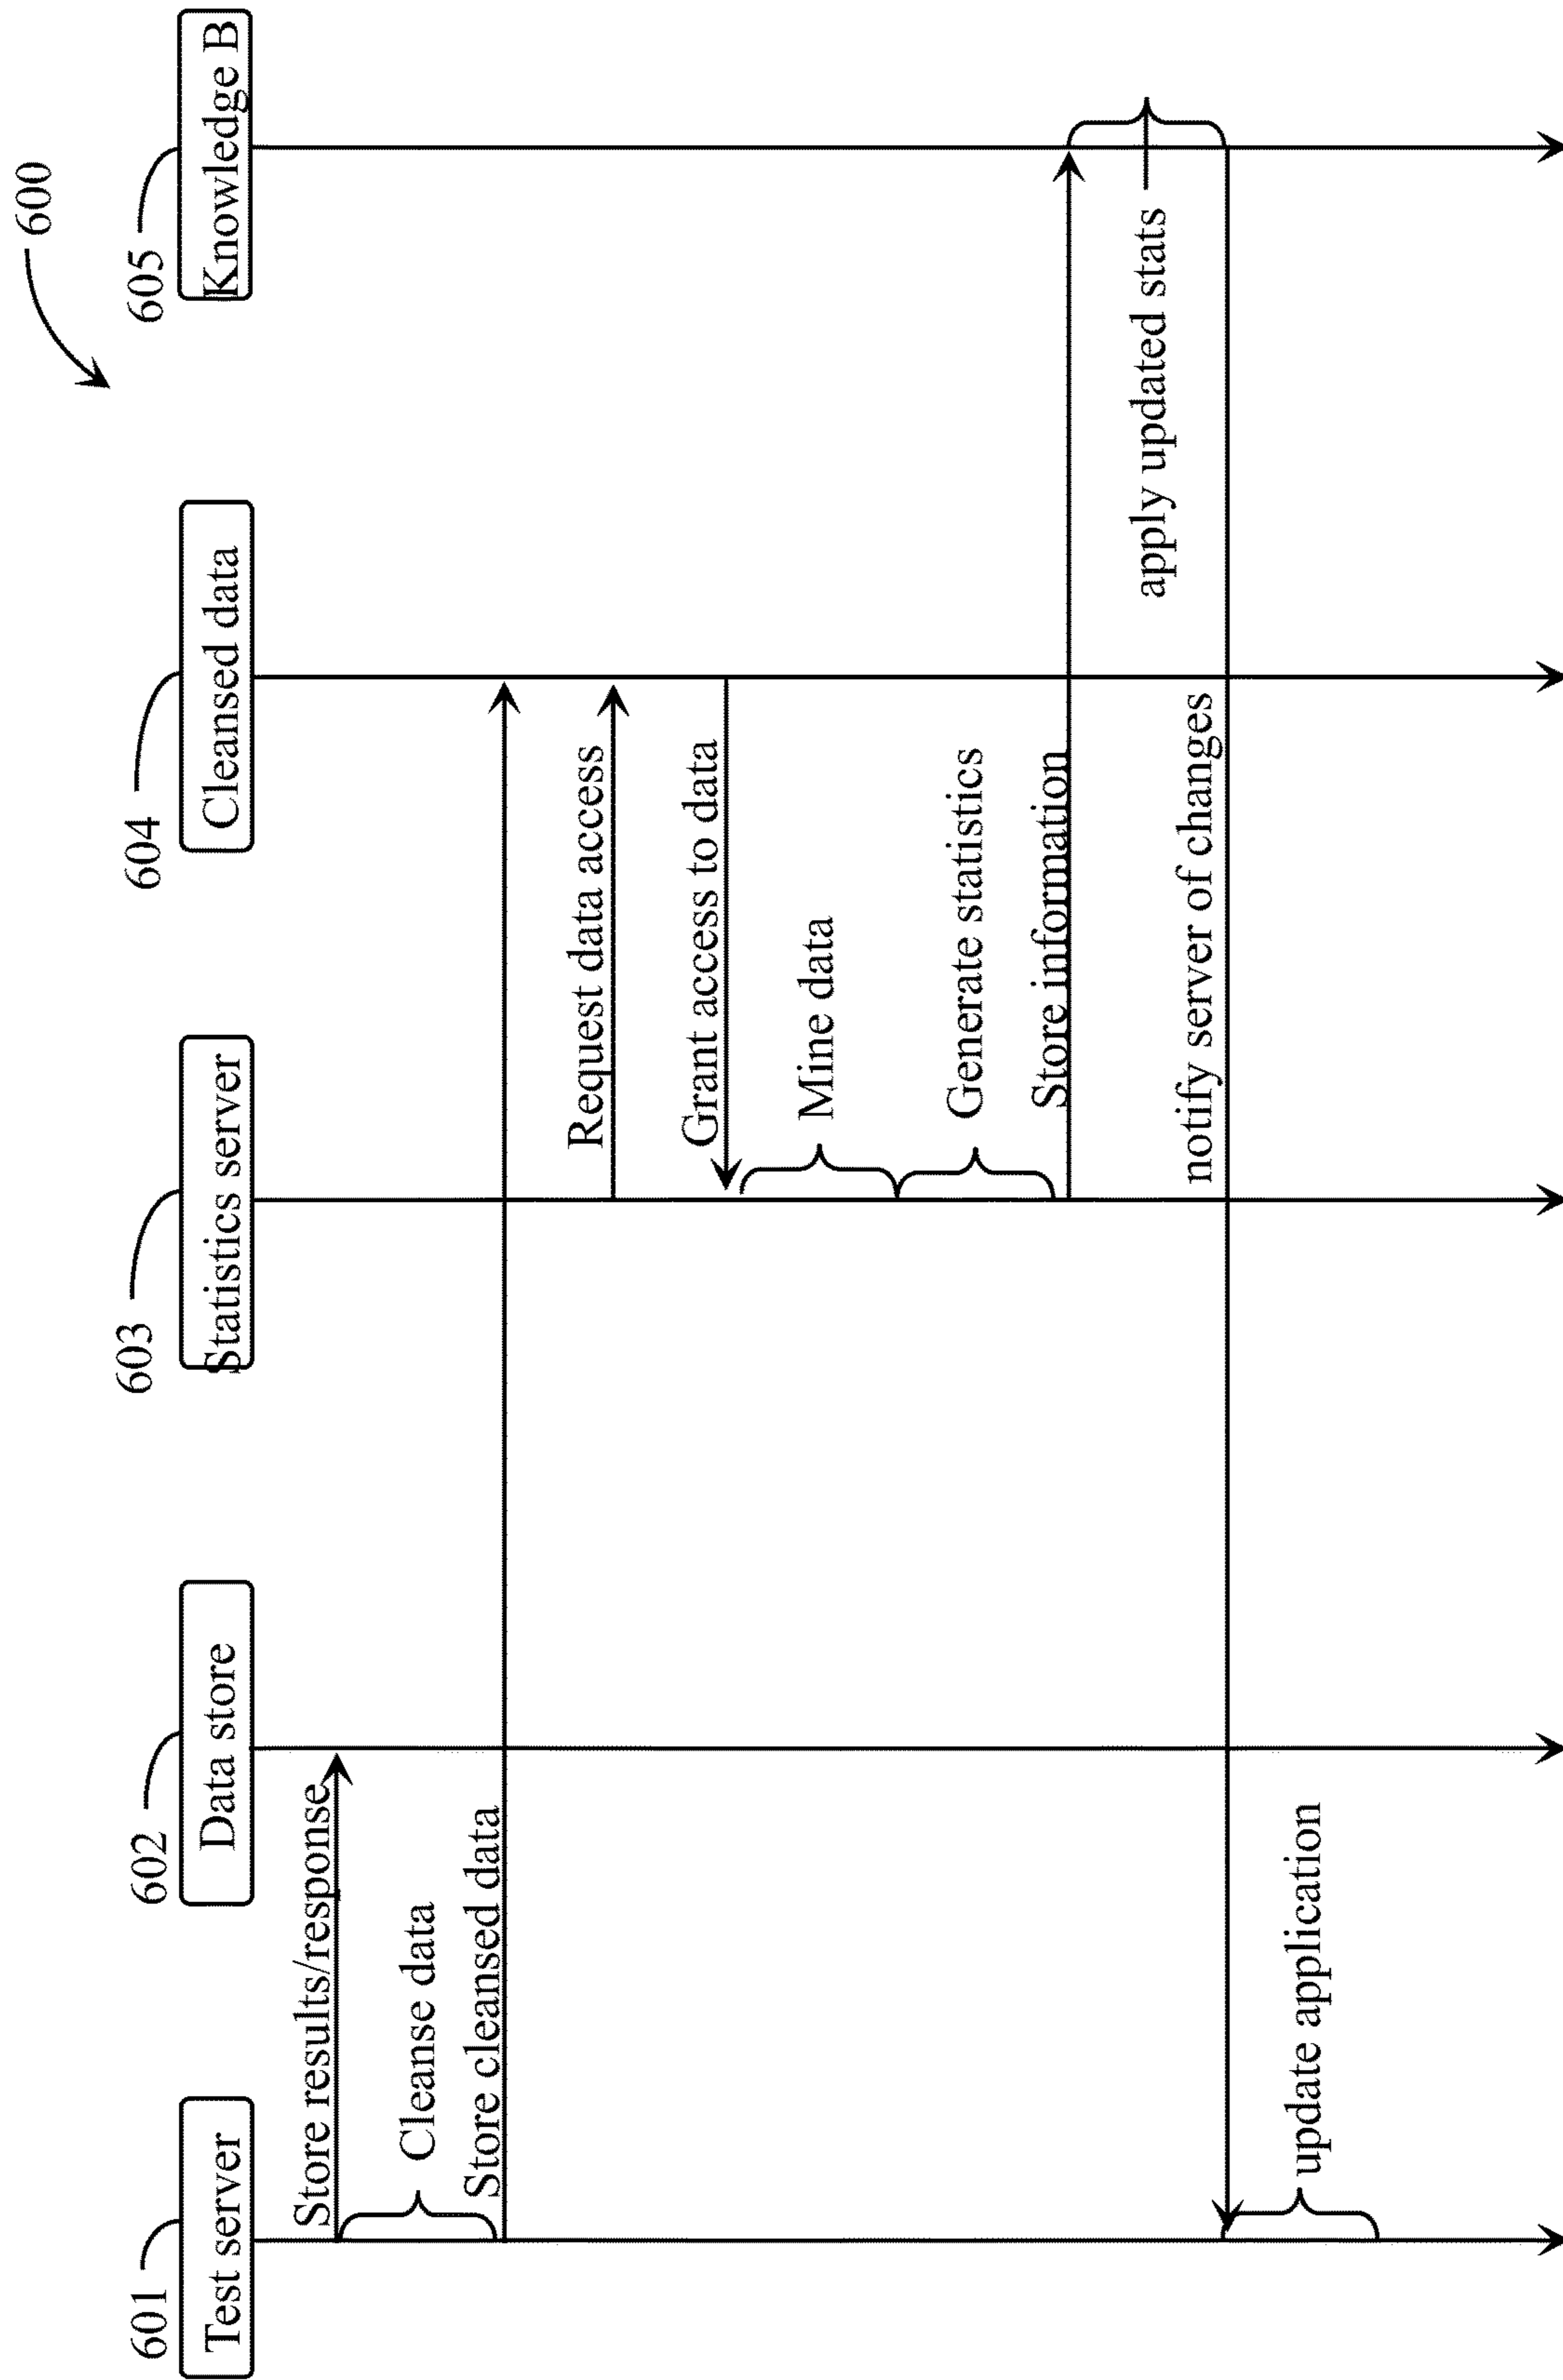 600
601
602
603
604
605
Test server
Data store
Statistics server
Cleansed data
Knowledge B
Store results/response
Cleanse data
Store cleansed data
Request data access
Grant access to data
Mine data
Generate statistics
Store information
apply updated stats
notify server of changes
update application